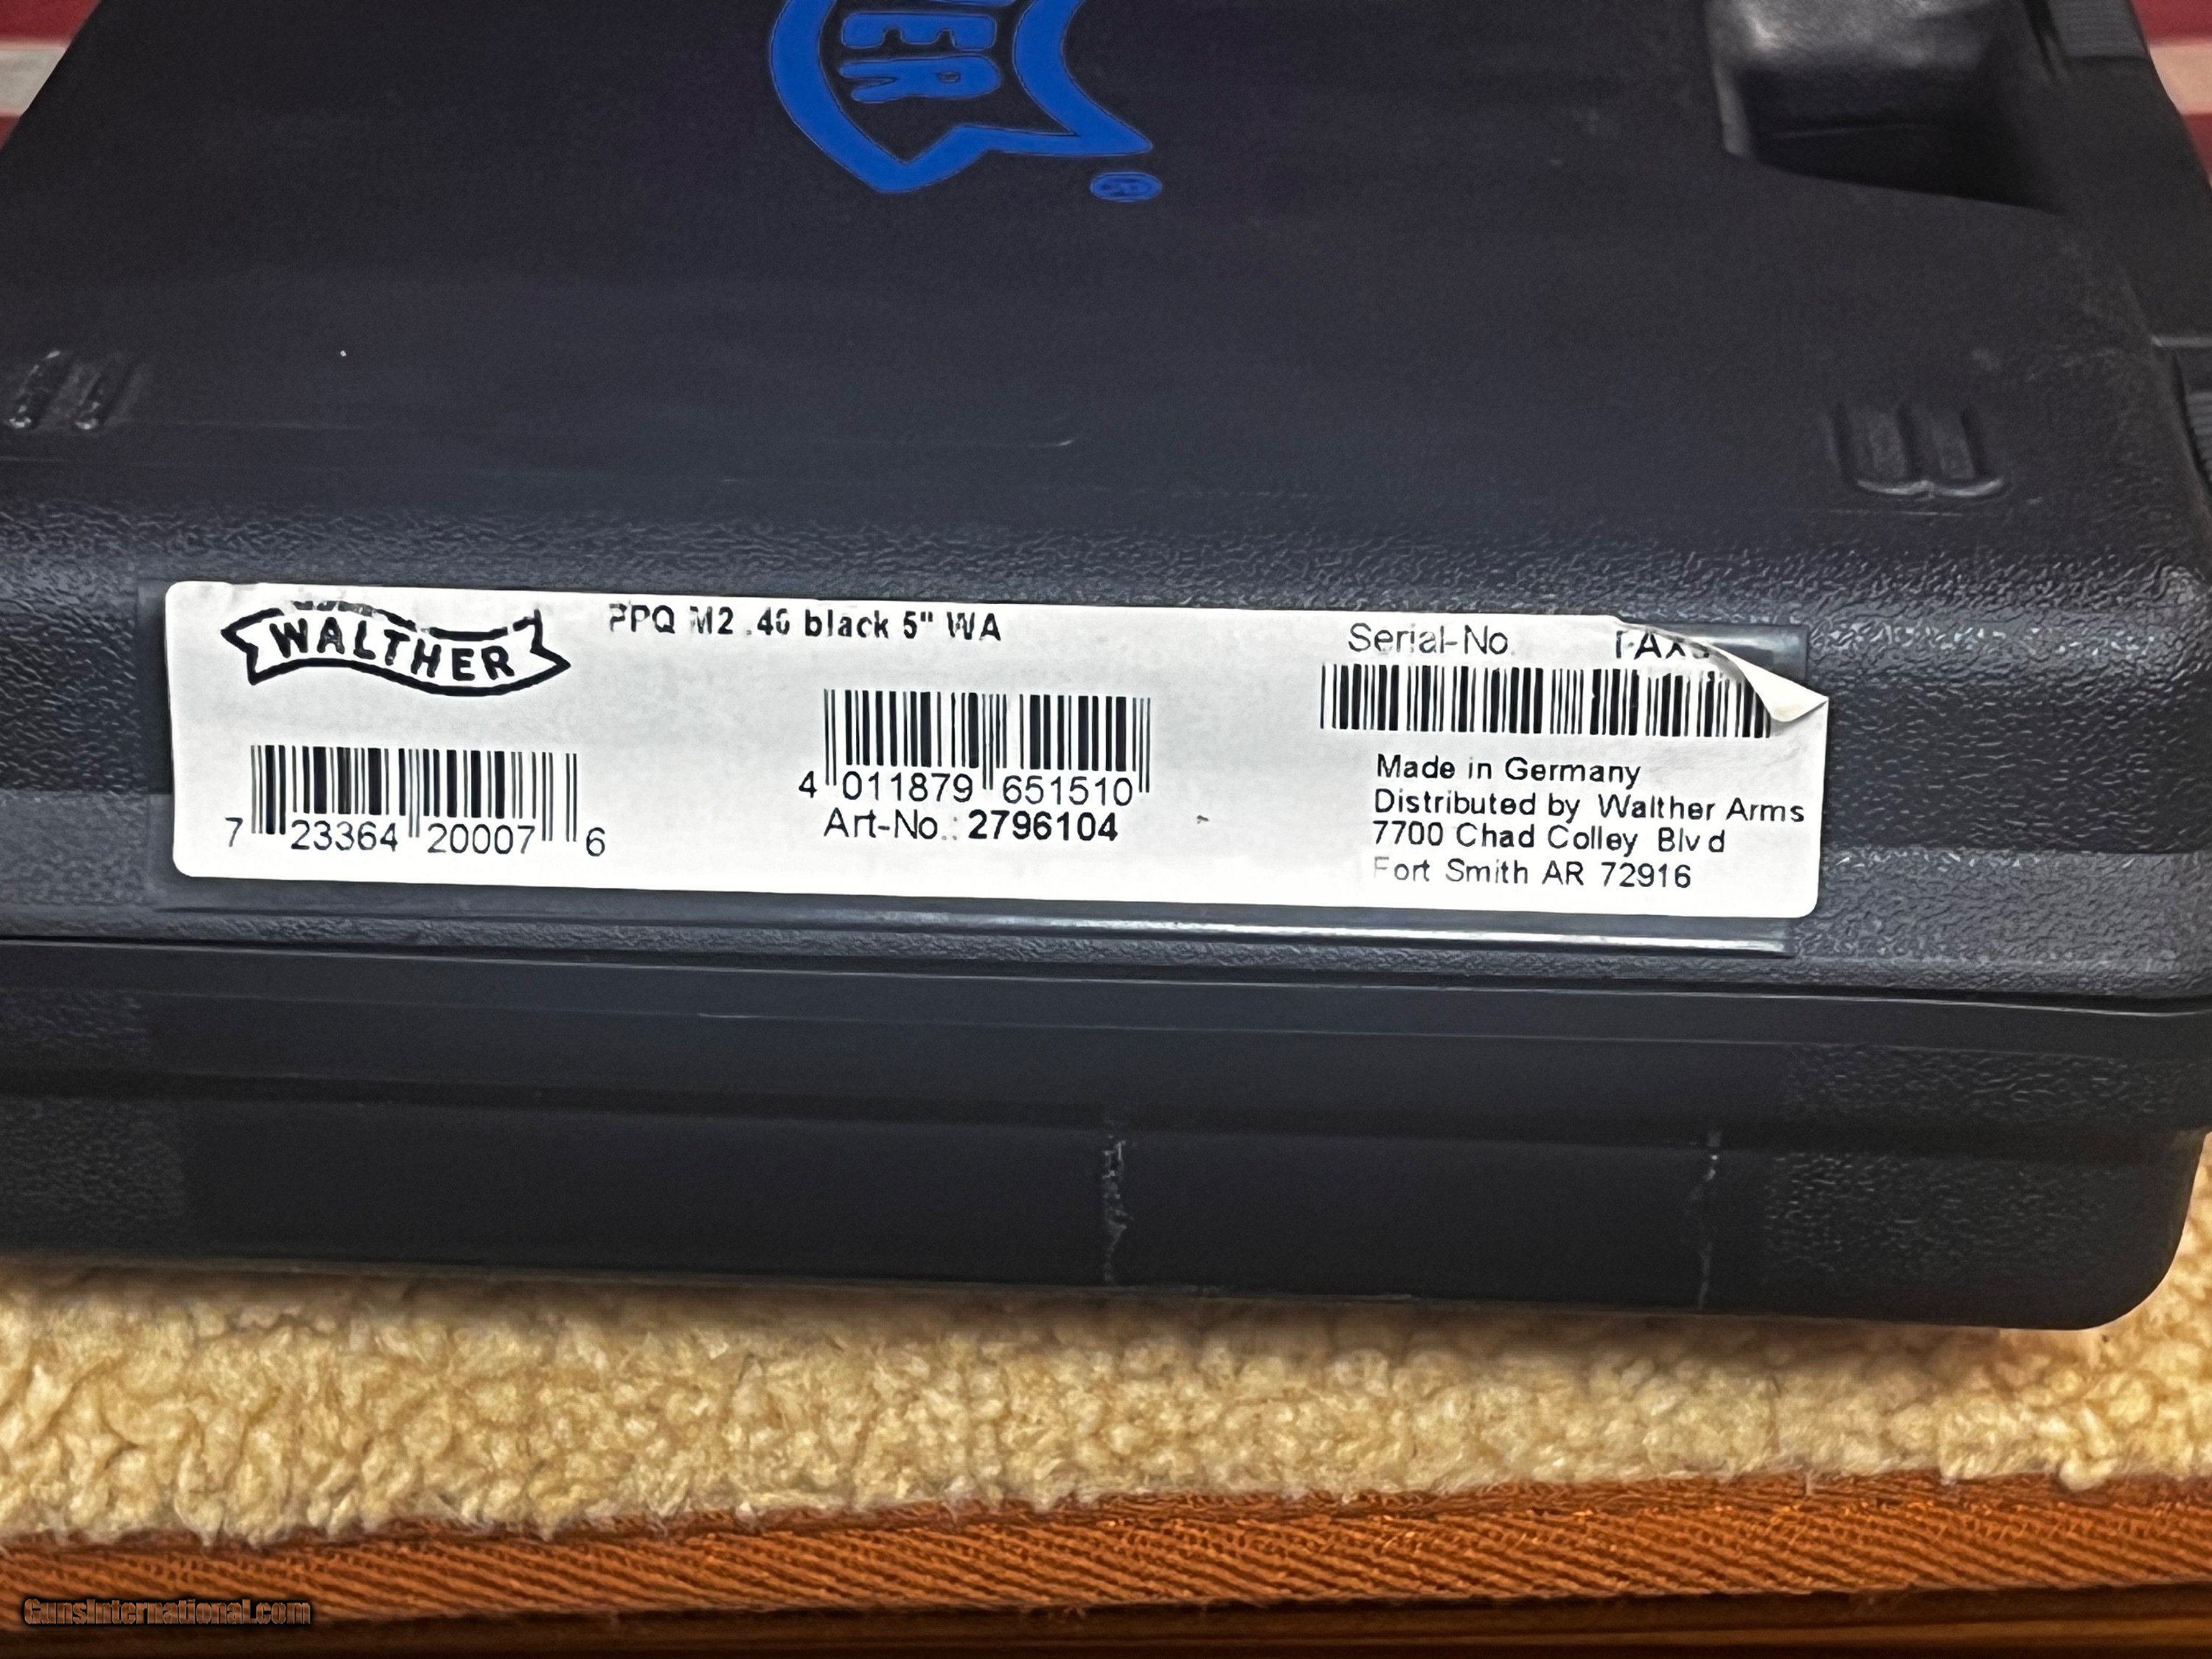 WALTHER
PPQ M2 .40 black 5" WA
7 23364 20007 6
4 011879 651510
Art-No.: 2796104
Serial-No.
Made in Germany
Distributed by Walther Arms
7700 Chad Colley Blvd
Fort Smith AR 72916
GunsInternational.com